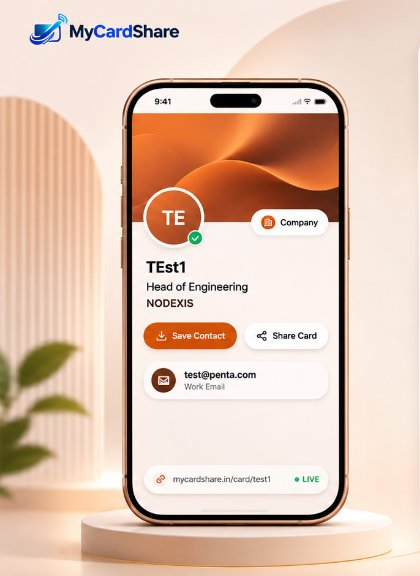 MyCardShare
9:41
TE
Company
TEst1
Head of Engineering
NODEXIS
Save Contact
Share Card
test@penta.com
Work Email
mycardshare.in/card/test1
LIVE